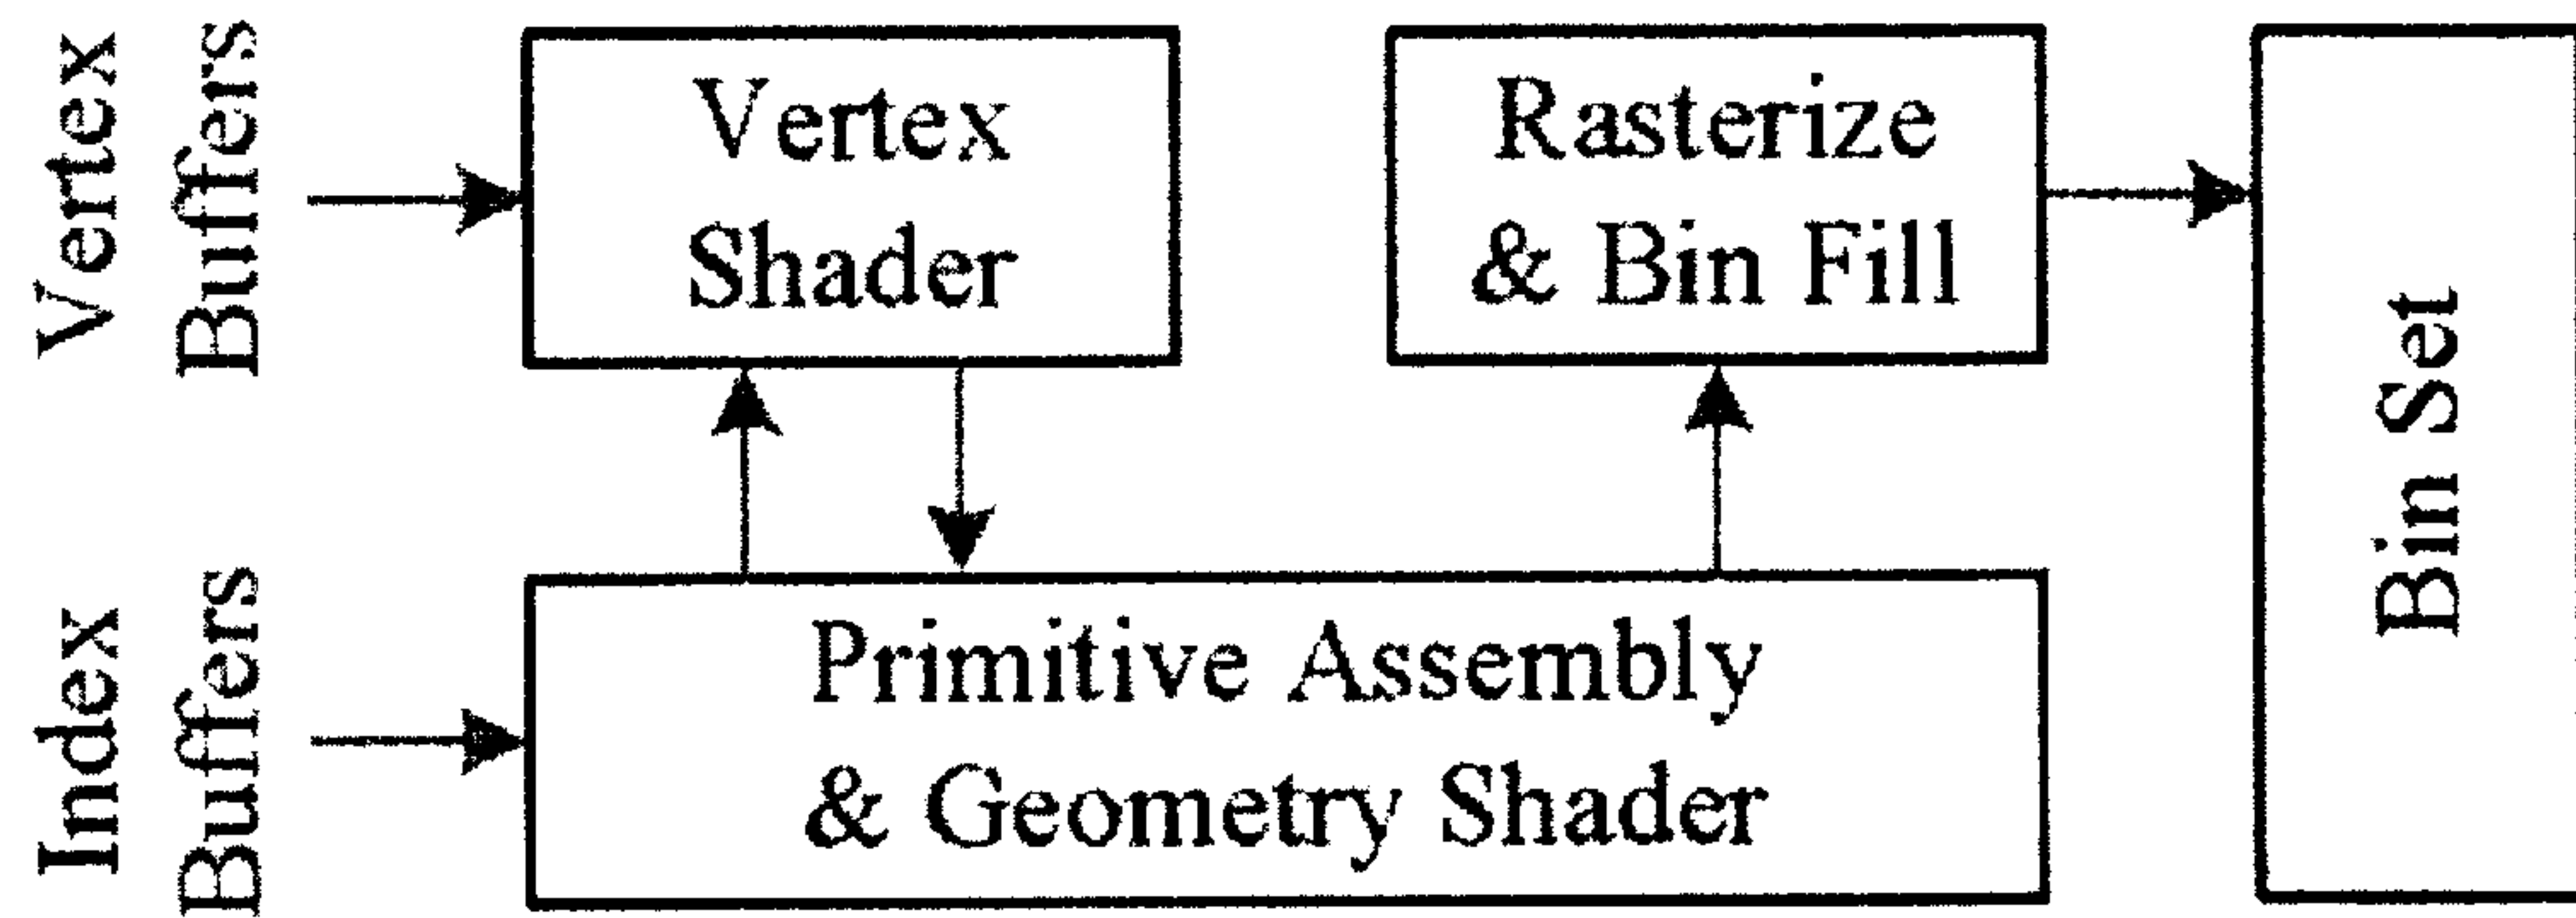 Vertex
Buffers
Vertex
Shader
Rasterize
& Bin Fill
Bin Set
Index
Buffers
Primitive Assembly
& Geometry Shader